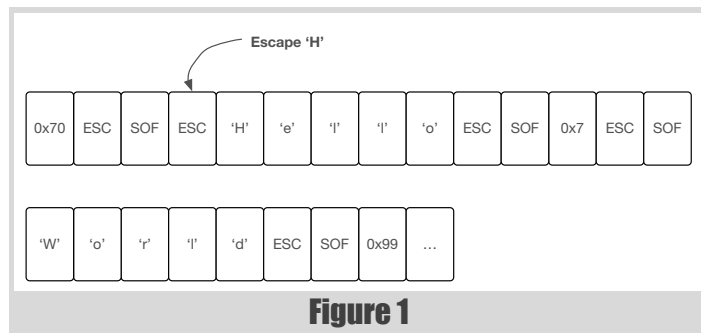 Escape ‘H’
0x70 ESC SOF ESC ‘H’ ‘e’ ‘l’ ‘l’ ‘o’ ESC SOF 0x7 ESC SOF
‘W’ ‘o’ ‘r’ ‘l’ ‘d’ ESC SOF 0x99 ...
Figure 1